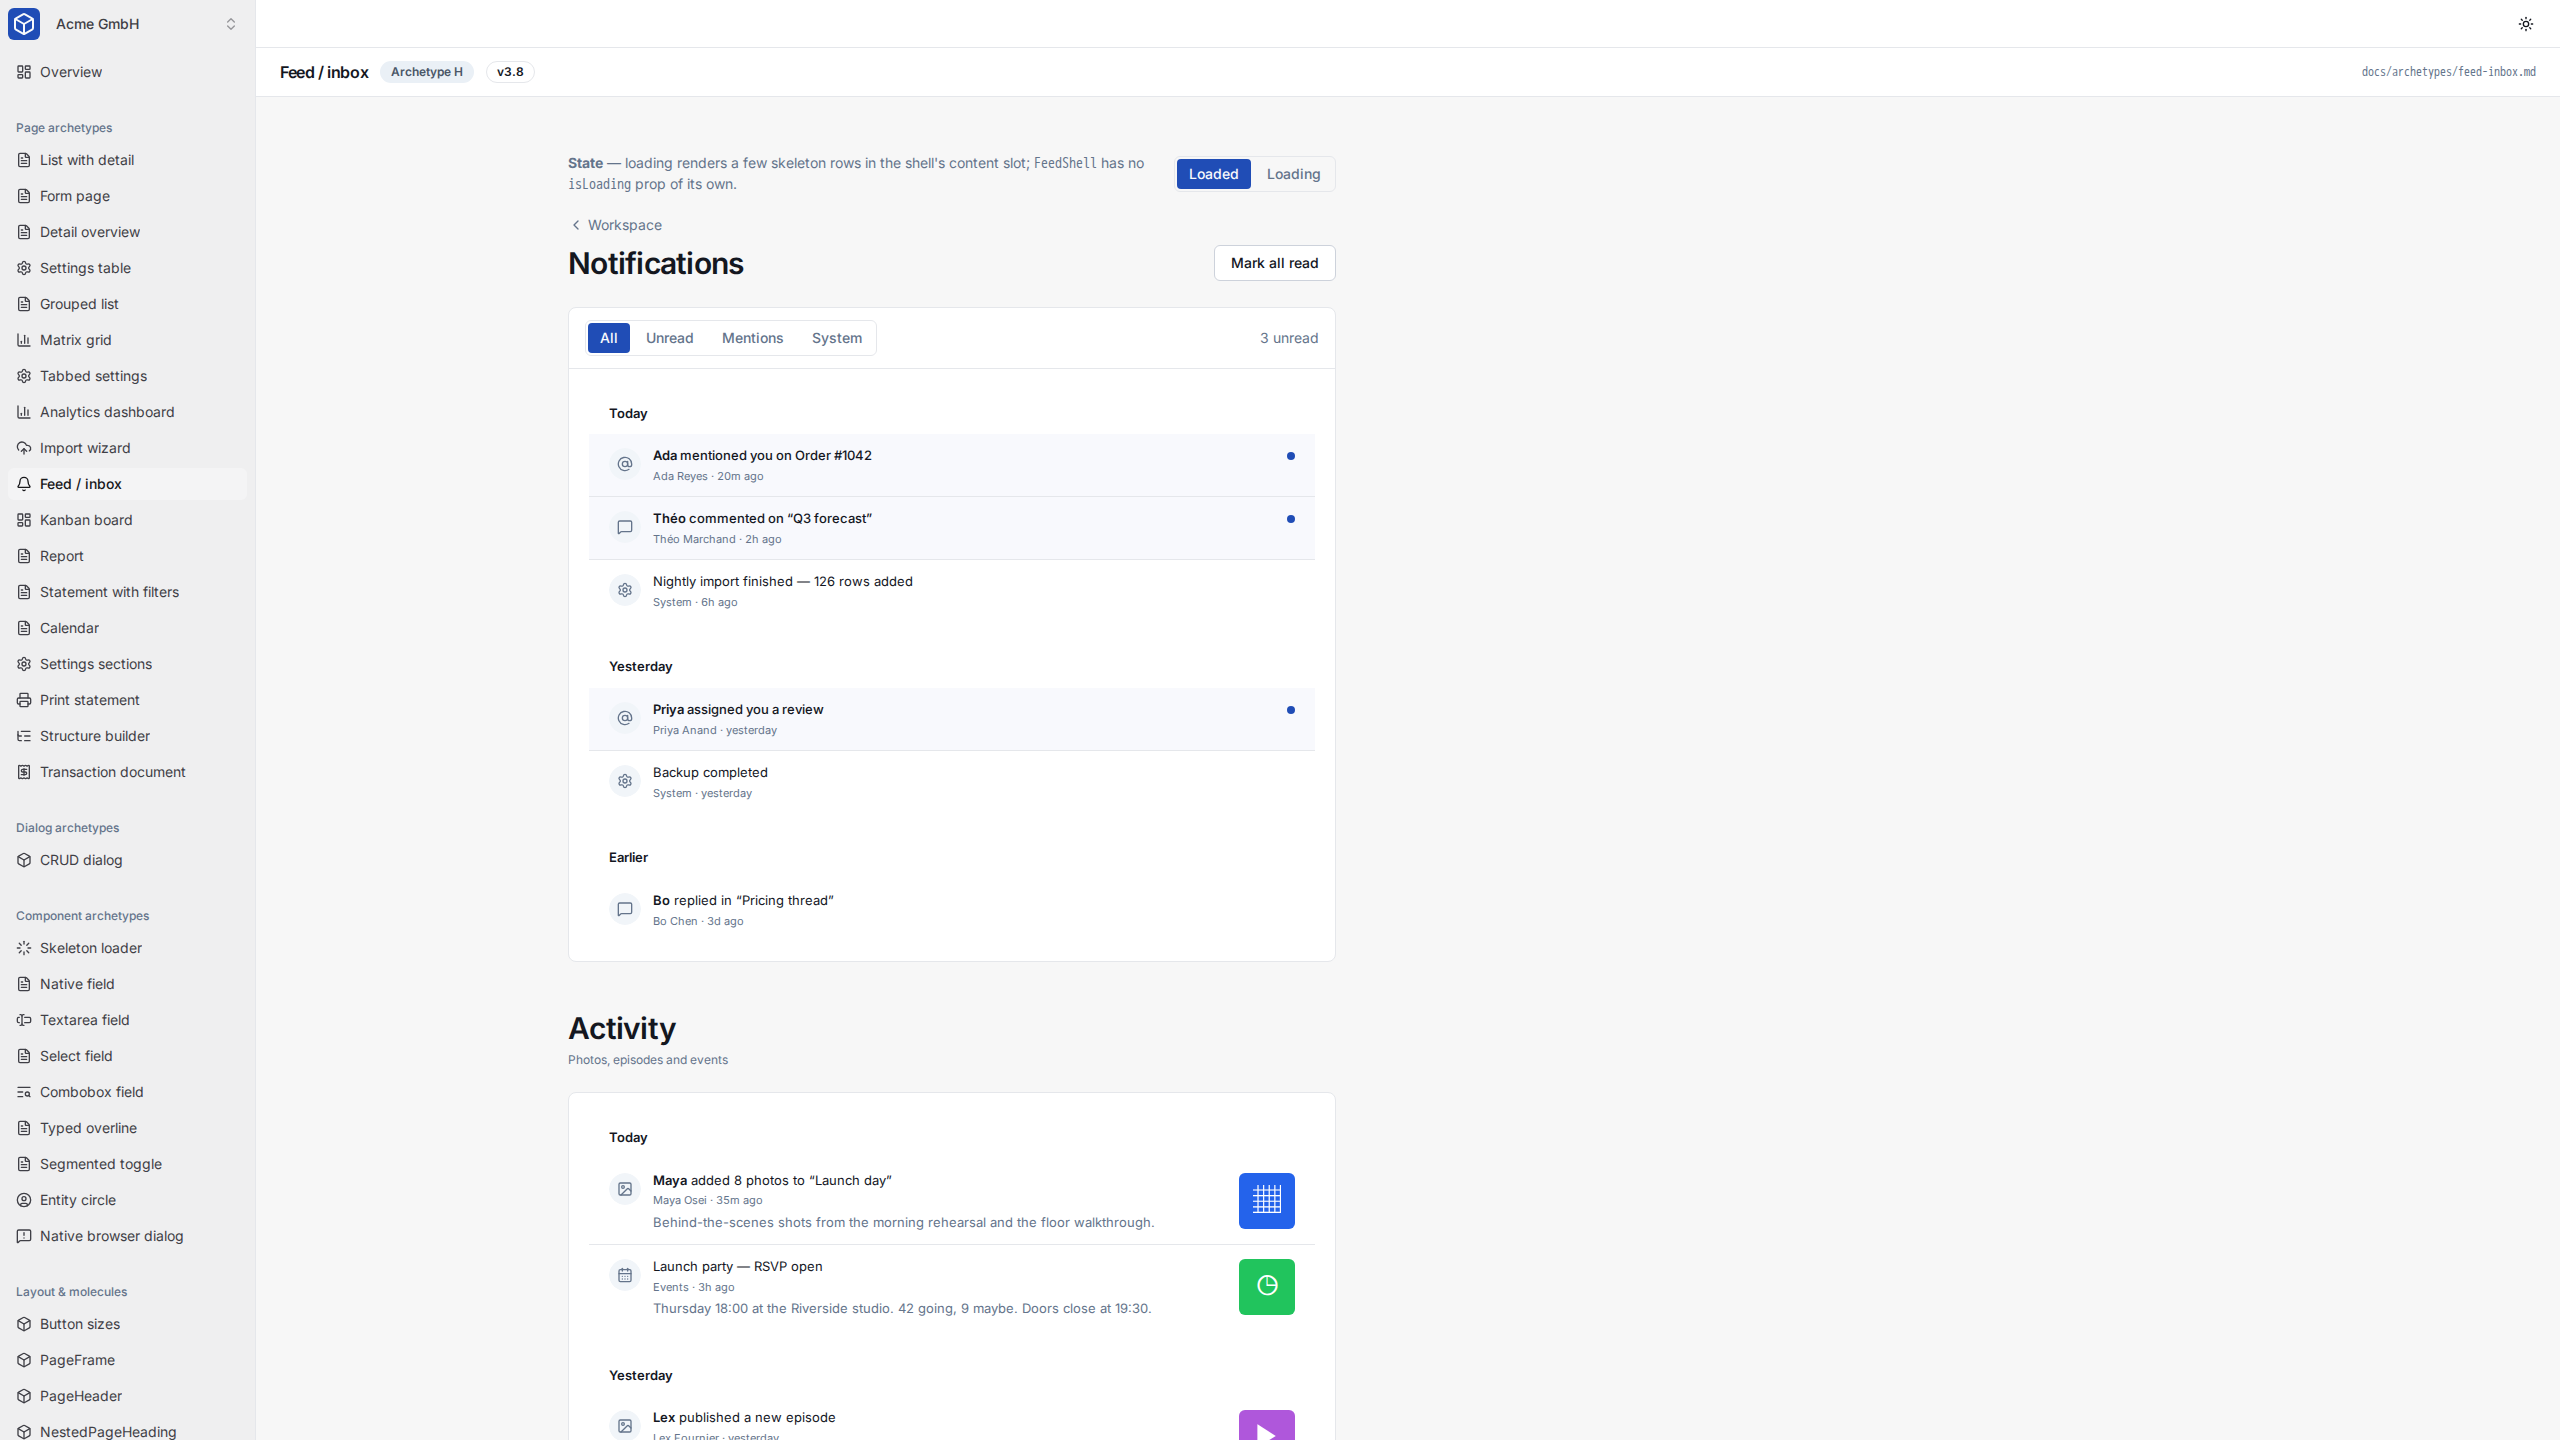 Acme GmbH
Overview
Page archetypes
List with detail
Form page
Detail overview
Settings table
Grouped list
Matrix grid
Tabbed settings
Analytics dashboard
Import wizard
Feed / inbox
Kanban board
Report
Statement with filters
Calendar
Settings sections
Print statement
Structure builder
Transaction document
Dialog archetypes
CRUD dialog
Component archetypes
Skeleton loader
Native field
Textarea field
Select field
Combobox field
Typed overline
Segmented toggle
Entity circle
Native browser dialog
Layout & molecules
Button sizes
PageFrame
PageHeader
NestedPageHeading
Feed / inbox Archetype H v3.8 docs/archetypes/feed-inbox.md
State — loading renders a few skeleton rows in the shell's content slot; FeedShell has no
isLoading prop of its own.
Loaded Loading
Workspace
Notifications Mark all read
All Unread Mentions System 3 unread
Today
Ada mentioned you on Order #1042
Ada Reyes · 20m ago
Théo commented on “Q3 forecast”
Théo Marchand · 2h ago
Nightly import finished — 126 rows added
System · 6h ago
Yesterday
Priya assigned you a review
Priya Anand · yesterday
Backup completed
System · yesterday
Earlier
Bo replied in “Pricing thread”
Bo Chen · 3d ago
Activity
Photos, episodes and events
Today
Maya added 8 photos to “Launch day”
Maya Osei · 35m ago
Behind-the-scenes shots from the morning rehearsal and the floor walkthrough.
Launch party — RSVP open
Events · 3h ago
Thursday 18:00 at the Riverside studio. 42 going, 9 maybe. Doors close at 19:30.
Yesterday
Lex published a new episode
Lex Fournier · yesterday